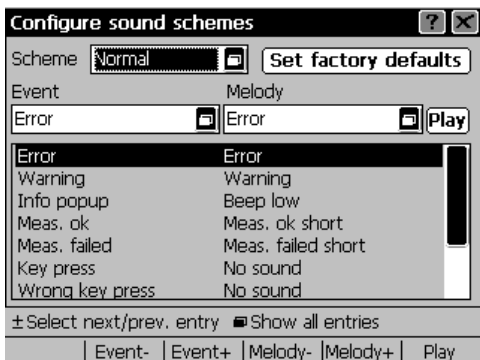 Configure sound schemes ? X
Scheme Normal Set factory defaults
Event Melody
Error Error Play
Error Error
Warning Warning
Info popup Beep low
Meas. ok Meas. ok short
Meas. failed Meas. failed short
Key press No sound
Wrong key press No sound
±Select next/prev. entry Show all entries
Event- Event+ Melody- Melody+ Play